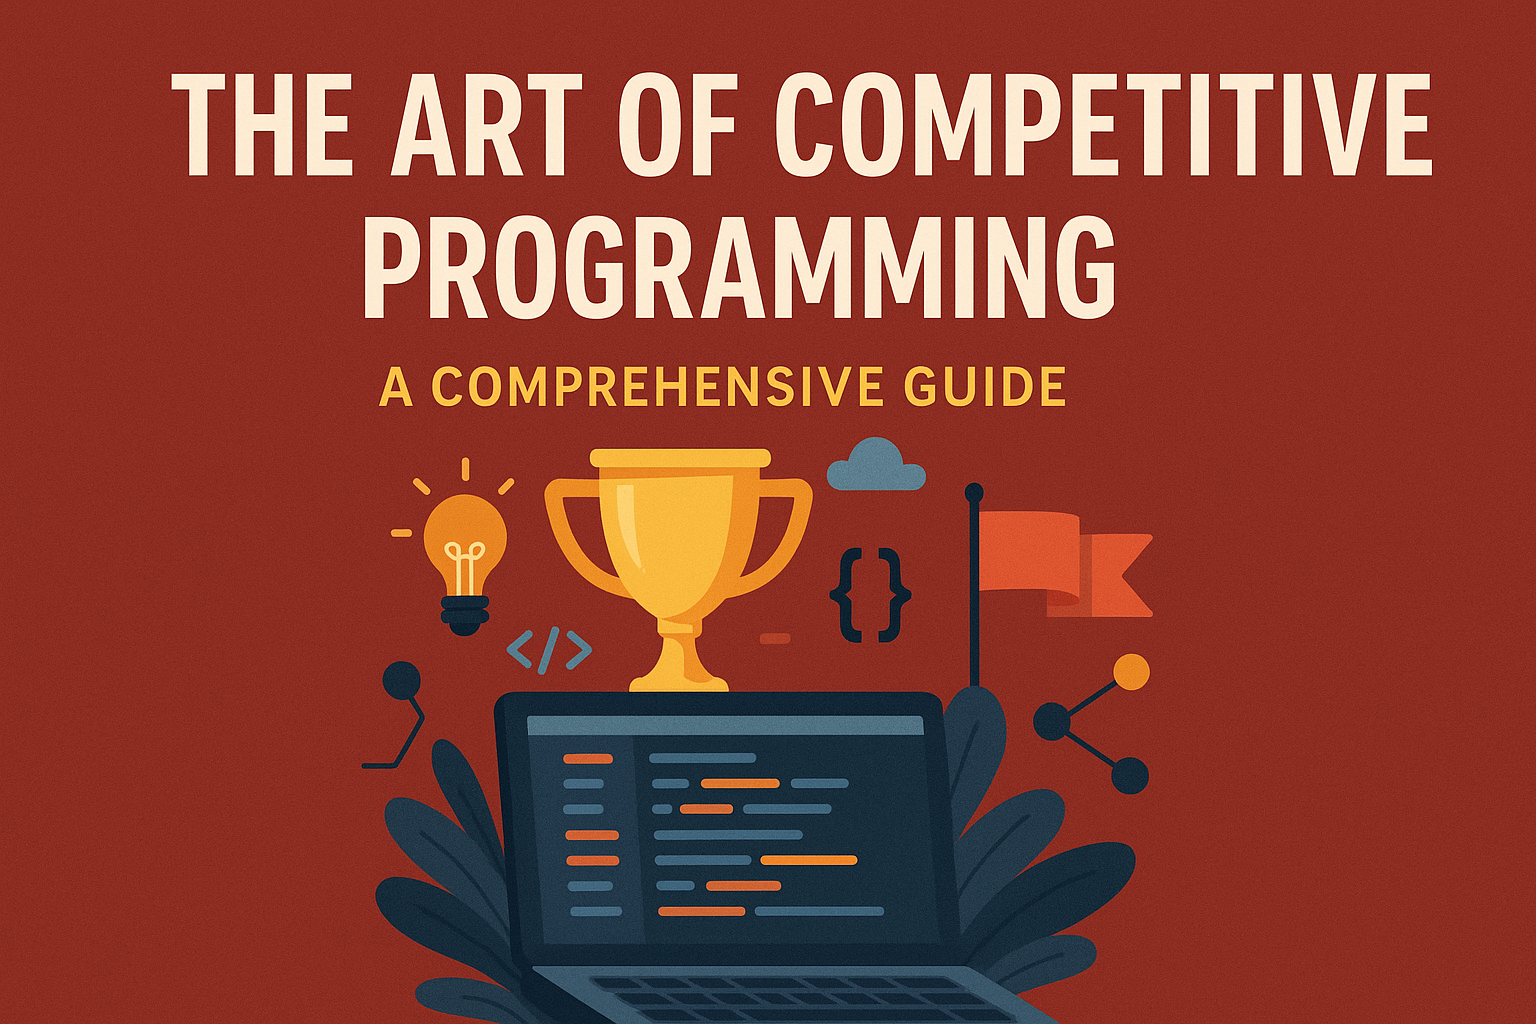 THE ART OF COMPETITIVE
PROGRAMMING
A COMPREHENSIVE GUIDE
</>
{}